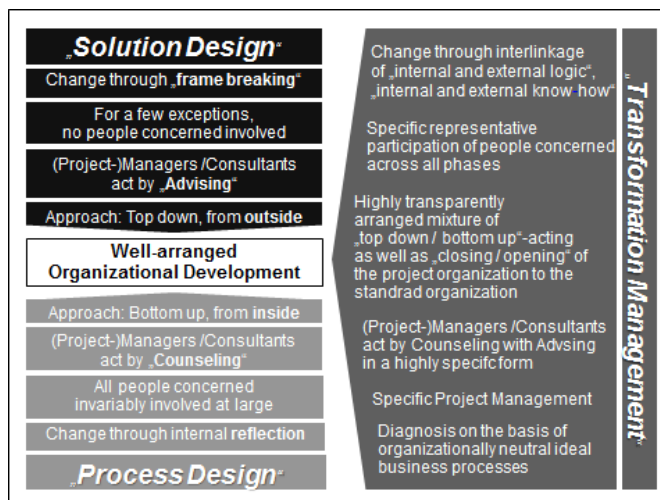 „Solution Design“
Change through „frame breaking“
For a few exceptions,
no people concerned involved
(Project-)Managers /Consultants
act by „Advising“
Approach: Top down, from outside
Well-arranged
Organizational Development
Approach: Bottom up, from inside
(Project-)Managers /Consultants
act by „Counseling“
All people concerned
invariably involved at large
Change through internal reflection
„Process Design“
Change through interlinkage
of „internal and external logic“,
„internal and external know-how“
Specific representative
participation of people concerned
across all phases
Highly transparently
arranged mixture of
„top down / bottom up“-acting
as well as „closing / opening“ of
the project organization to the
standrad organization
(Project-)Managers /Consultants
act by Counseling with Advsing
in a highly specifc form
Specific Project Management
Diagnosis on the basis of
organizationally neutral ideal
business processes
„Transformation Management“